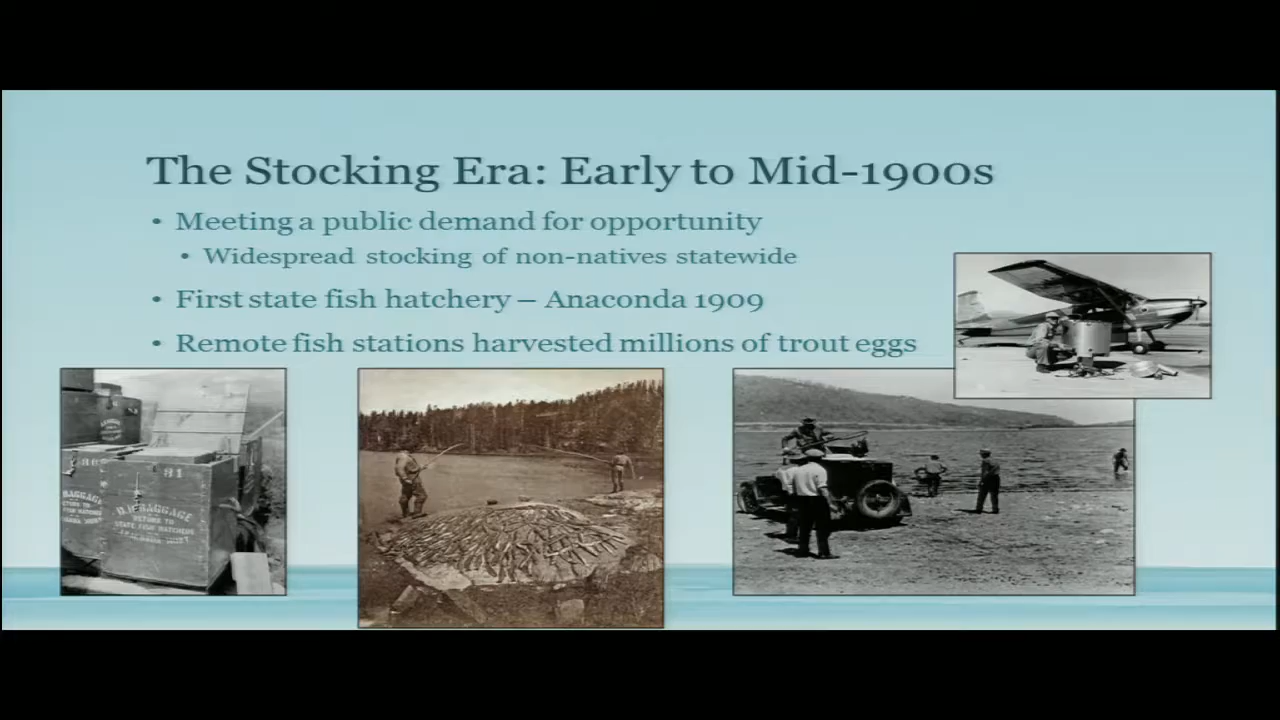 The Stocking Era: Early to Mid-1900s
• Meeting a public demand for opportunity
• Widespread stocking of non-natives statewide
• First state fish hatchery – Anaconda 1909
• Remote fish stations harvested millions of trout eggs
81
BAGGAGE
BAGGAGE
RETURN TO
STATE FISH HATCHERY